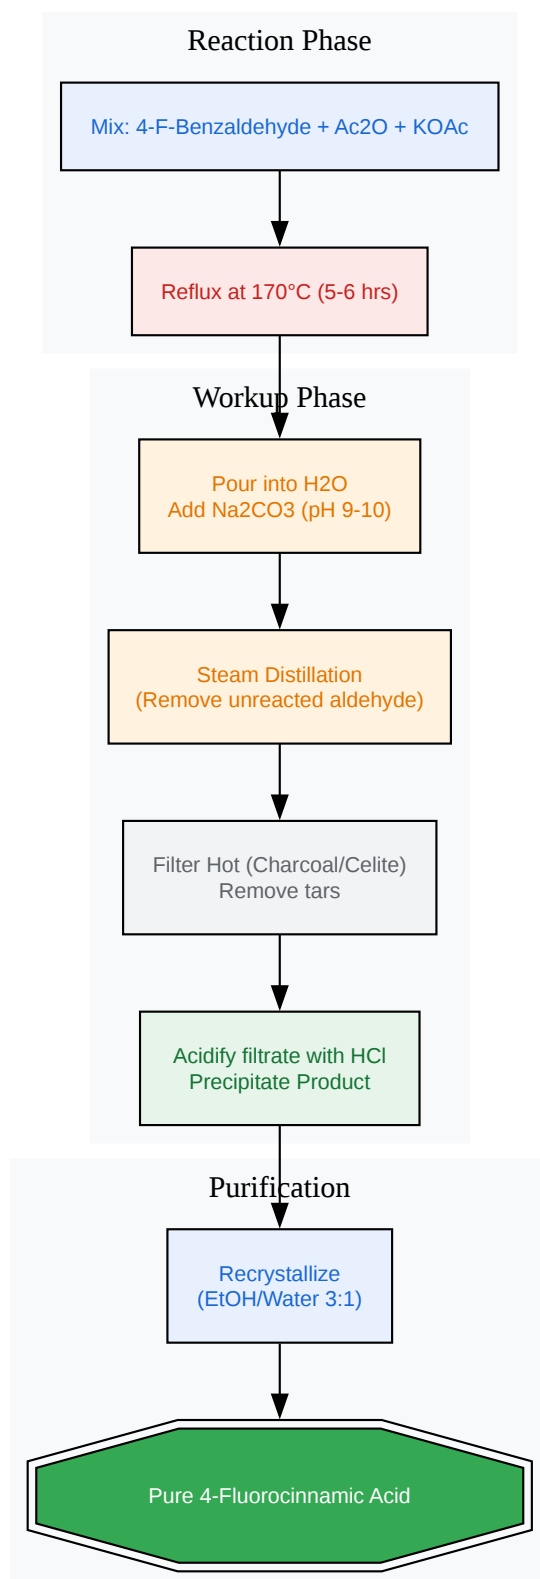 Reaction Phase
Mix: 4-F-Benzaldehyde + Ac2O + KOAc
Reflux at 170°C (5-6 hrs)
Workup Phase
Pour into H2O
Add Na2CO3 (pH 9-10)
Steam Distillation
(Remove unreacted aldehyde)
Filter Hot (Charcoal/Celite)
Remove tars
Acidify filtrate with HCl
Precipitate Product
Purification
Recrystallize
(EtOH/Water 3:1)
Pure 4-Fluorocinnamic Acid